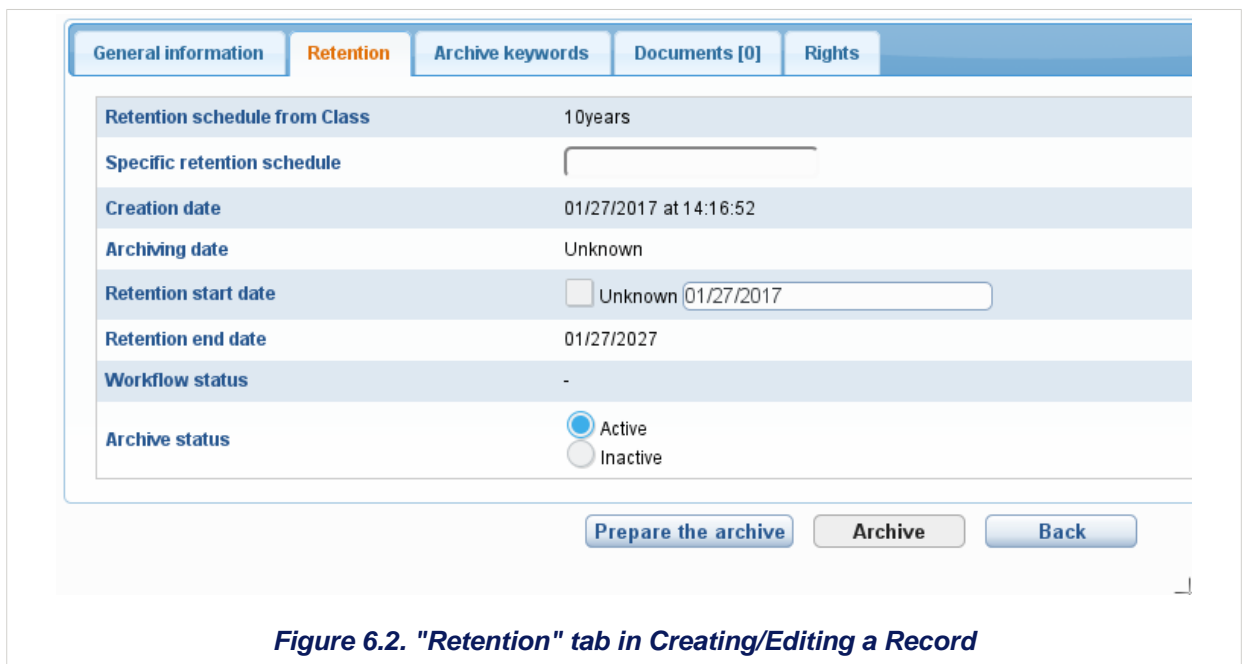 General information Retention Archive keywords Documents [0] Rights
Retention schedule from Class 10years
Specific retention schedule
Creation date 01/27/2017 at 14:16:52
Archiving date Unknown
Retention start date Unknown 01/27/2017
Retention end date 01/27/2027
Workflow status -
Archive status Active
Inactive
Prepare the archive Archive Back
Figure 6.2. "Retention" tab in Creating/Editing a Record